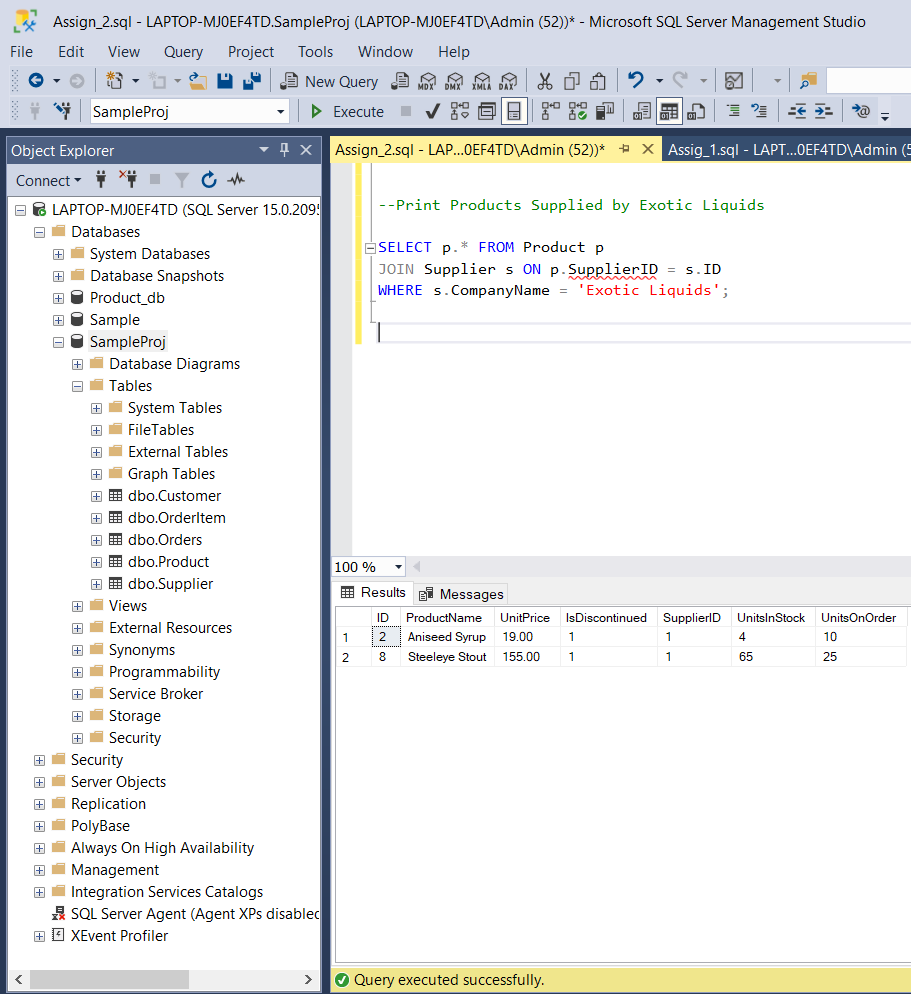 Assign_2.sql - LAPTOP-MJ0EF4TD.SampleProj (LAPTOP-MJ0EF4TD\Admin (52))* - Microsoft SQL Server Management Studio
File Edit View Query Project Tools Window Help
New Query MDX DMX XMLA DAX
SampleProj Execute
Object Explorer
Connect
LAPTOP-MJ0EF4TD (SQL Server 15.0.209
Databases
System Databases
Database Snapshots
Product_db
Sample
SampleProj
Database Diagrams
Tables
System Tables
FileTables
External Tables
Graph Tables
dbo.Customer
dbo.OrderItem
dbo.Orders
dbo.Product
dbo.Supplier
Views
External Resources
Synonyms
Programmability
Service Broker
Storage
Security
Security
Server Objects
Replication
PolyBase
Always On High Availability
Management
Integration Services Catalogs
SQL Server Agent (Agent XPs disabled
XEvent Profiler
Assign_2.sql - LAP...0EF4TD\Admin (52))* Assig_1.sql - LAPT...0EF4TD\Admin (5
--Print Products Supplied by Exotic Liquids
SELECT p.* FROM Product p
JOIN Supplier s ON p.SupplierID = s.ID
WHERE s.CompanyName = 'Exotic Liquids';
100 %
Results Messages
ID ProductName UnitPrice IsDiscontinued SupplierID UnitsInStock UnitsOnOrder
1 2 Aniseed Syrup 19.00 1 1 4 10
2 8 Steeleye Stout 155.00 1 1 65 25
Query executed successfully.